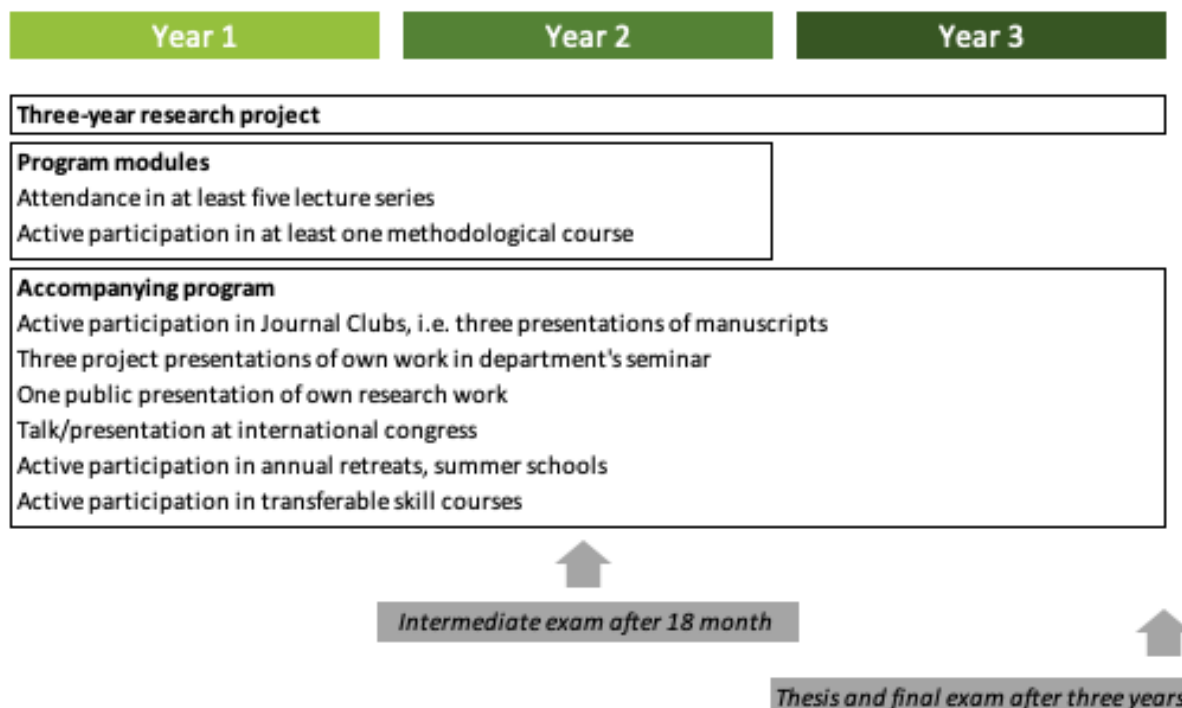 Year 1
Year 2
Year 3
Three-year research project
Program modules
Attendance in at least five lecture series
Active participation in at least one methodological course
Accompanying program
Active participation in Journal Clubs, i.e. three presentations of manuscripts
Three project presentations of own work in department's seminar
One public presentation of own research work
Talk/presentation at international congress
Active participation in annual retreats, summer schools
Active participation in transferable skill courses
Intermediate exam after 18 month
Thesis and final exam after three years